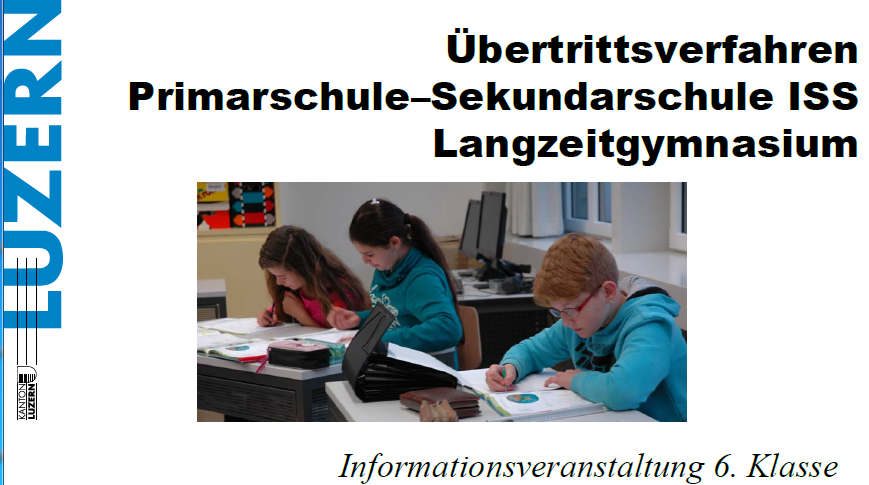 LUZERN
Übertrittsverfahren
Primarschule–Sekundarschule ISS
Langzeitgymnasium
KANTON
LUZERN
Informationsveranstaltung 6. Klasse